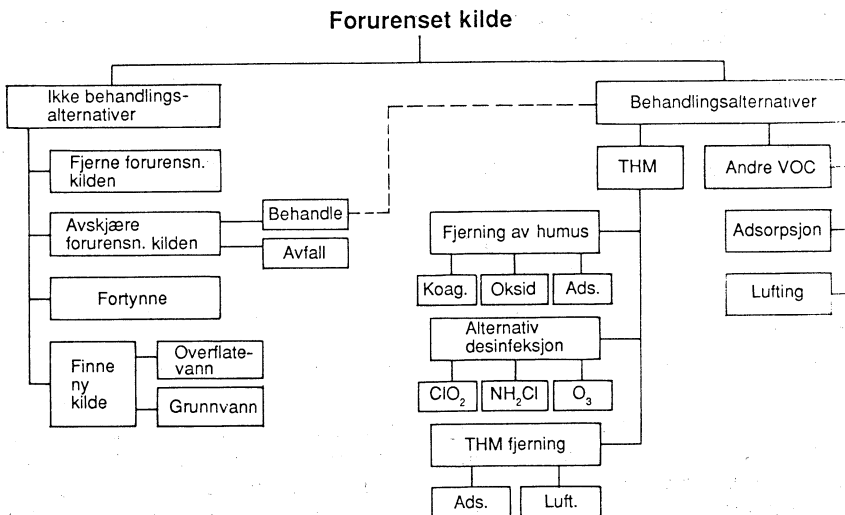 Forurenset kilde
Ikke behandlings-
alternativer
Behandlingsalternativer
Fjerne forurensn.
kilden
THM
Andre VOC
Avskjære
forurensn. kilden
Behandle
Avfall
Fjerning av humus
Adsorpsjon
Koag.
Oksid
Ads.
Lufting
Fortynne
Alternativ
desinfeksjon
Finne
ny
kilde
Overflate-
vann
Grunnvann
ClO₂
NH₂Cl
O₃
THM fjerning
Ads.
Luft.